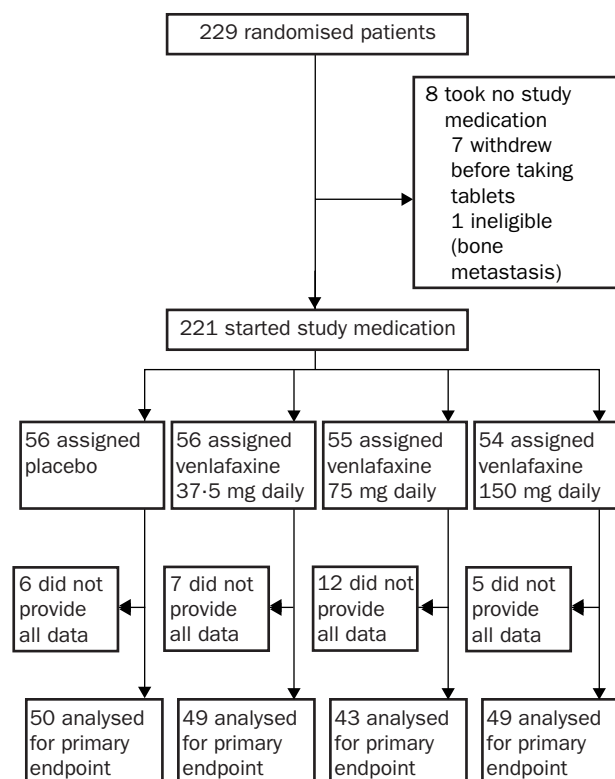 229 randomised patients
8 took no study
medication
7 withdrew
before taking
tablets
1 ineligible
(bone
metastasis)
221 started study medication
56 assigned
placebo
56 assigned
venlafaxine
37·5 mg daily
55 assigned
venlafaxine
75 mg daily
54 assigned
venlafaxine
150 mg daily
6 did not
provide
all data
7 did not
provide
all data
12 did not
provide
all data
5 did not
provide
all data
50 analysed
for primary
endpoint
49 analysed
for primary
endpoint
43 analysed
for primary
endpoint
49 analysed
for primary
endpoint